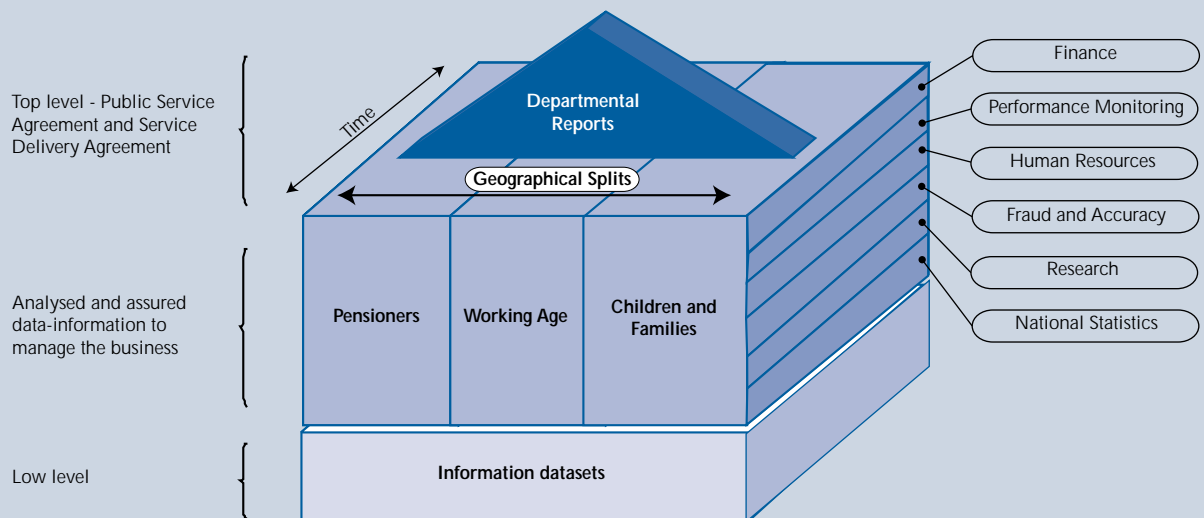 Top level - Public Service
Agreement and Service
Delivery Agreement
Time
Departmental
Reports
Geographical Splits
Finance
Performance Monitoring
Human Resources
Fraud and Accuracy
Research
National Statistics
Analysed and assured
data-information to
manage the business
Pensioners
Working Age
Children and
Families
Low level
Information datasets